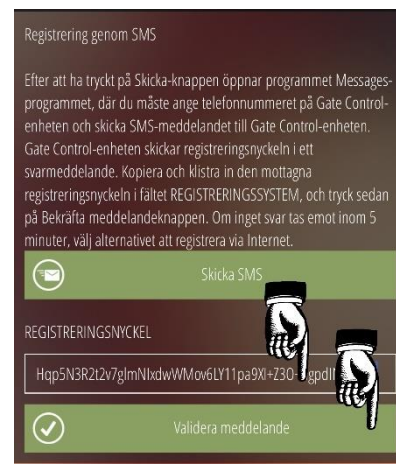 Registrering genom SMS
Efter att ha tryckt på Skicka-knappen öppnar programmet Messages-
programmet, där du måste ange telefonnummeret på Gate Control-
enheten och skicka SMS-meddelandet till Gate Control-enheten.
Gate Control-enheten skickar registreringsnyckeln i ett
svarmeddelande. Kopiera och klistra in den mottagna
registreringsnyckeln i fältet REGISTRERINGSSYSTEM, och tryck sedan
på Bekräfta meddelandeknappen. Om inget svar tas emot inom 5
minuter, välj alternativet att registrera via Internet.
Skicka SMS
REGISTRERINGSNYCKEL
Validera meddelande